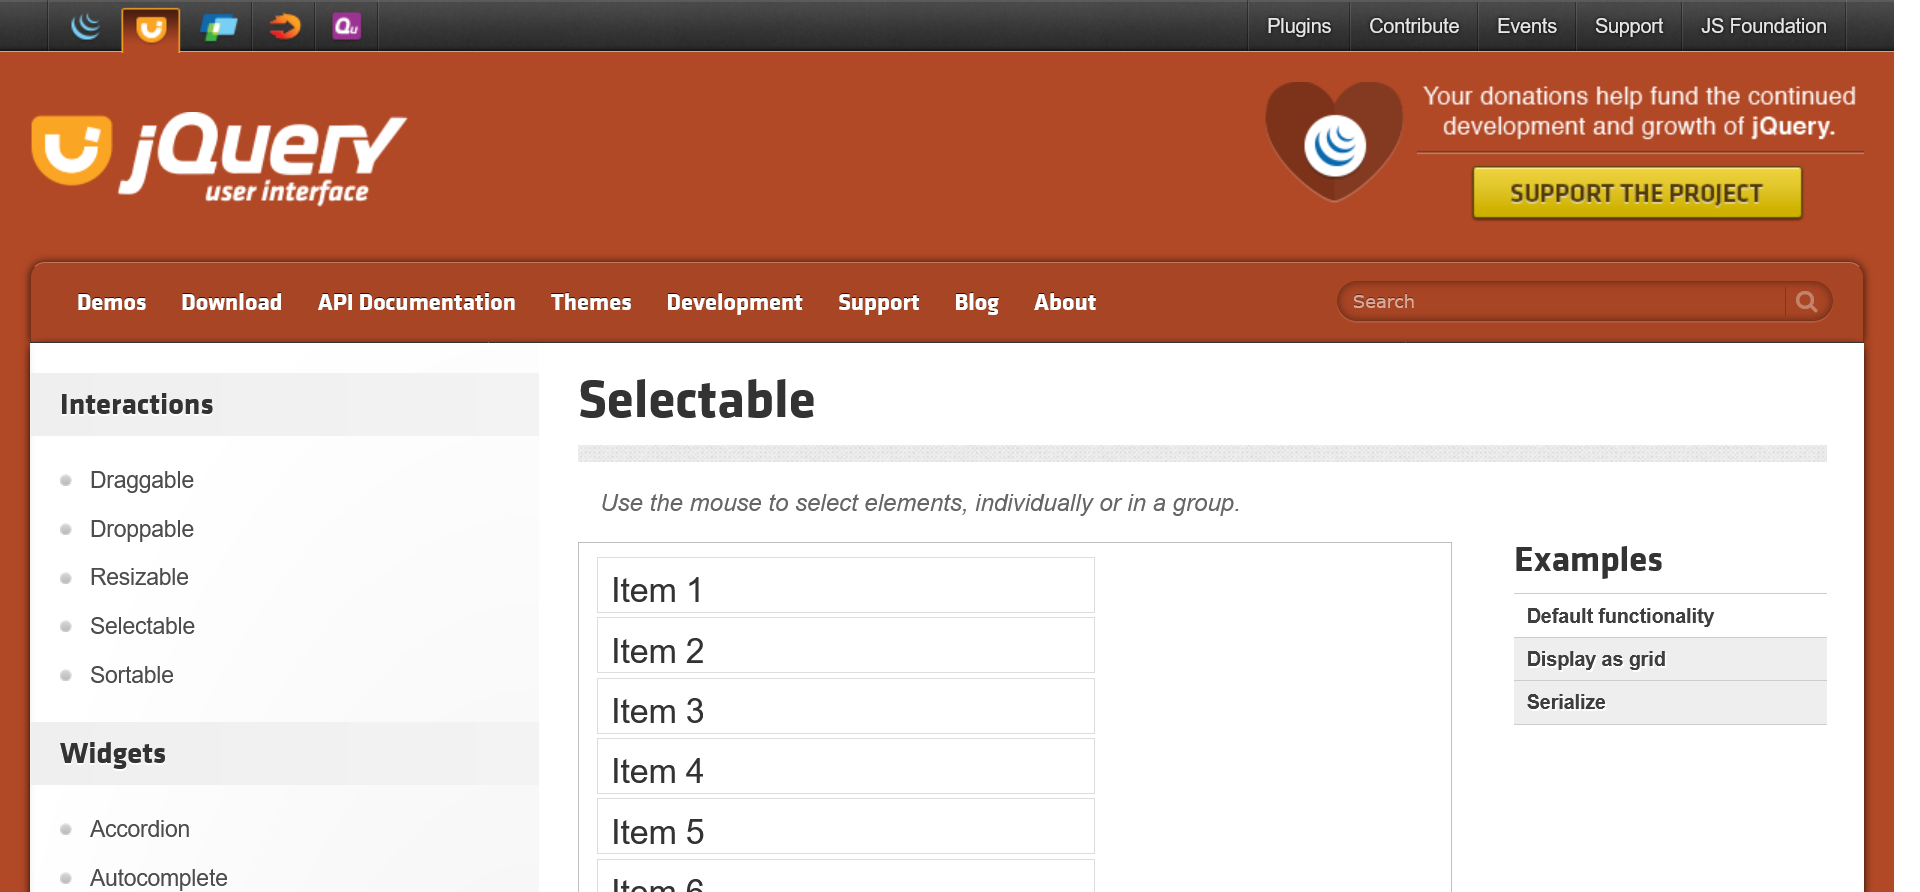 Qu
Plugins
Contribute
Events
Support
JS Foundation
jQuery
user interface
Your donations help fund the continued
development and growth of jQuery.
SUPPORT THE PROJECT
Demos
Download
API Documentation
Themes
Development
Support
Blog
About
Search
Interactions
Draggable
Droppable
Resizable
Selectable
Sortable
Widgets
Accordion
Autocomplete
Selectable
Use the mouse to select elements, individually or in a group.
Item 1
Item 2
Item 3
Item 4
Item 5
Item 6
Examples
Default functionality
Display as grid
Serialize